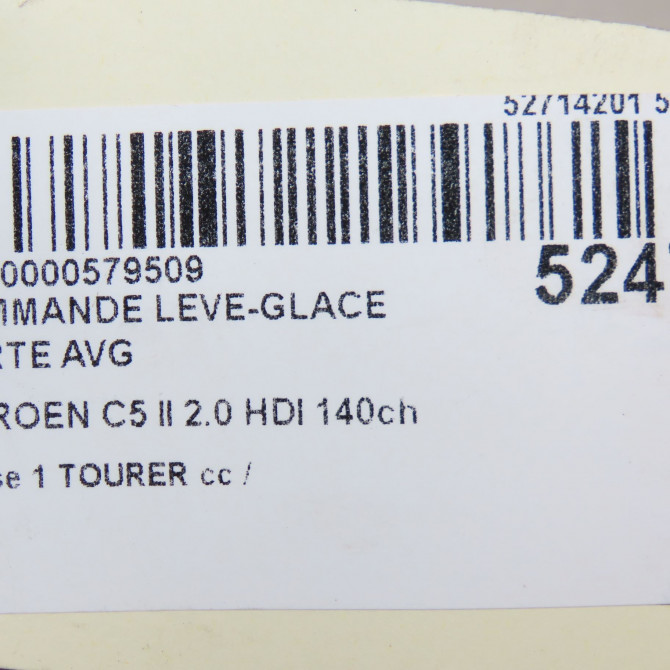 52714201 5
0000579509
524
MMANDE LEVE-GLACE
RTE AVG
ROEN C5 II 2.0 HDI 140ch
se 1 TOURER cc /